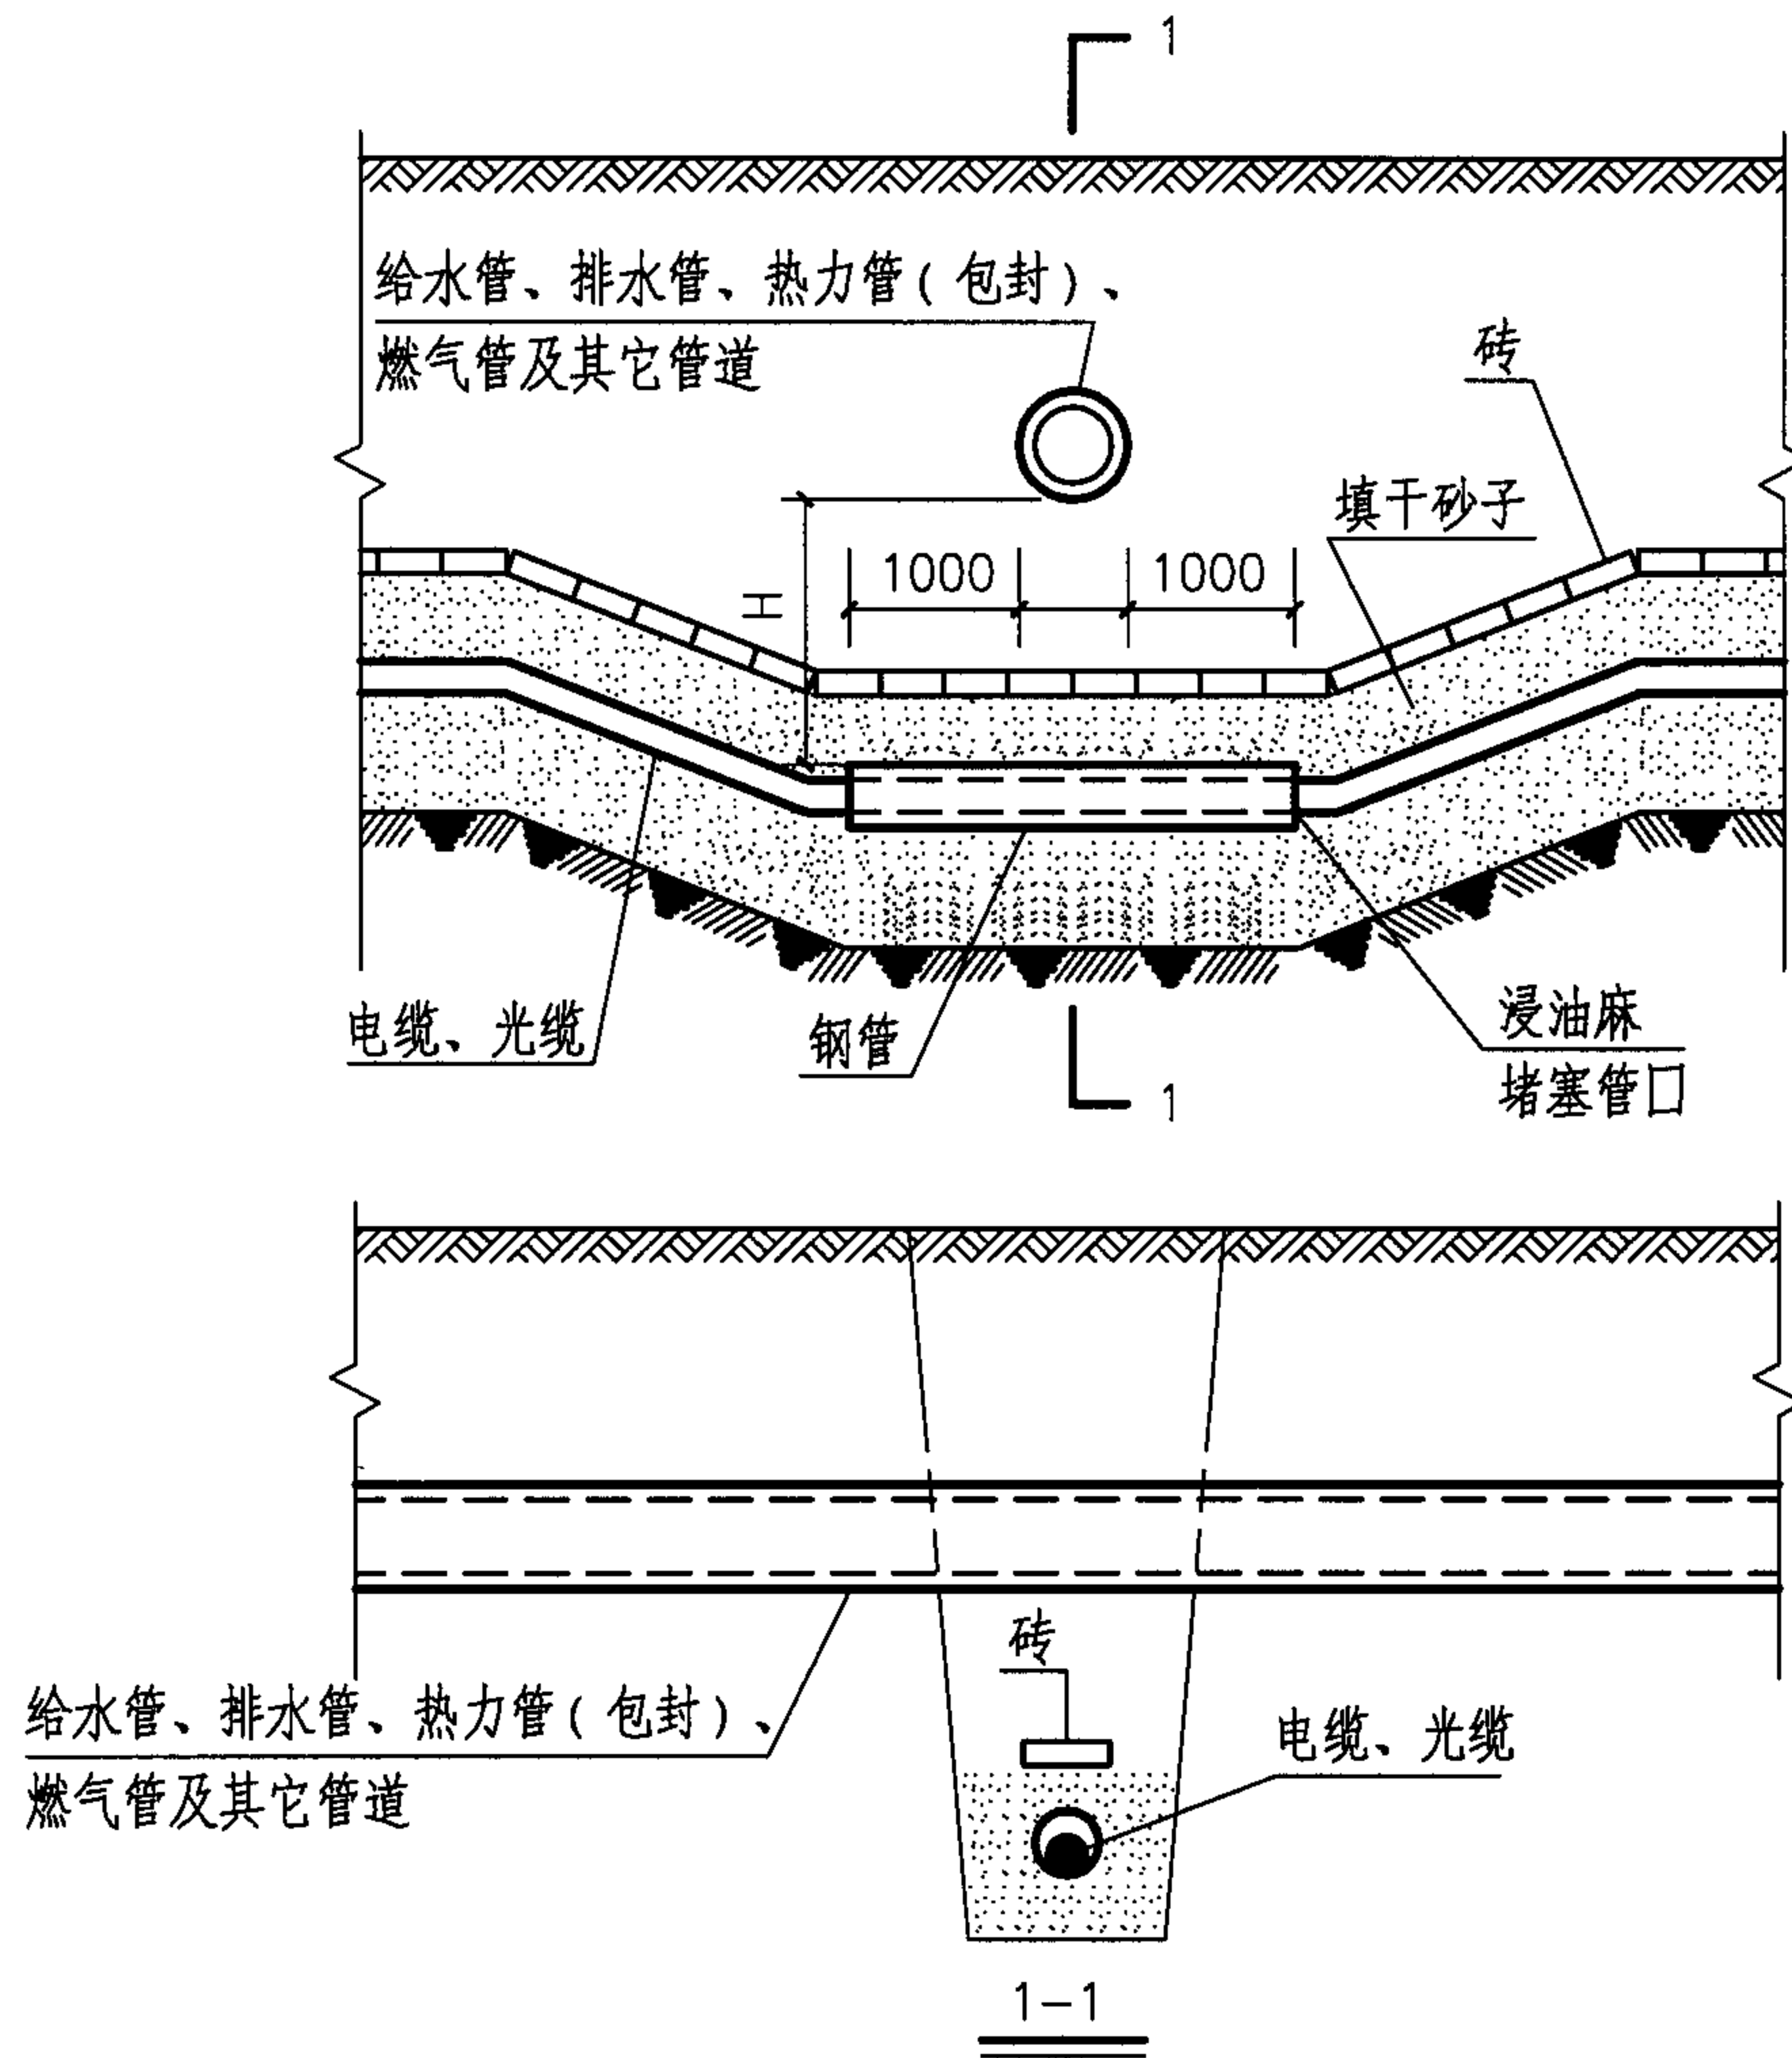 1
给水管、排水管、热力管(包封)、
燃气管及其它管道
砖
填干砂子
1000
1000
H
电缆、光缆
钢管
浸油麻
堵塞管口
1
砖
给水管、排水管、热力管(包封)、
燃气管及其它管道
电缆、光缆
1-1